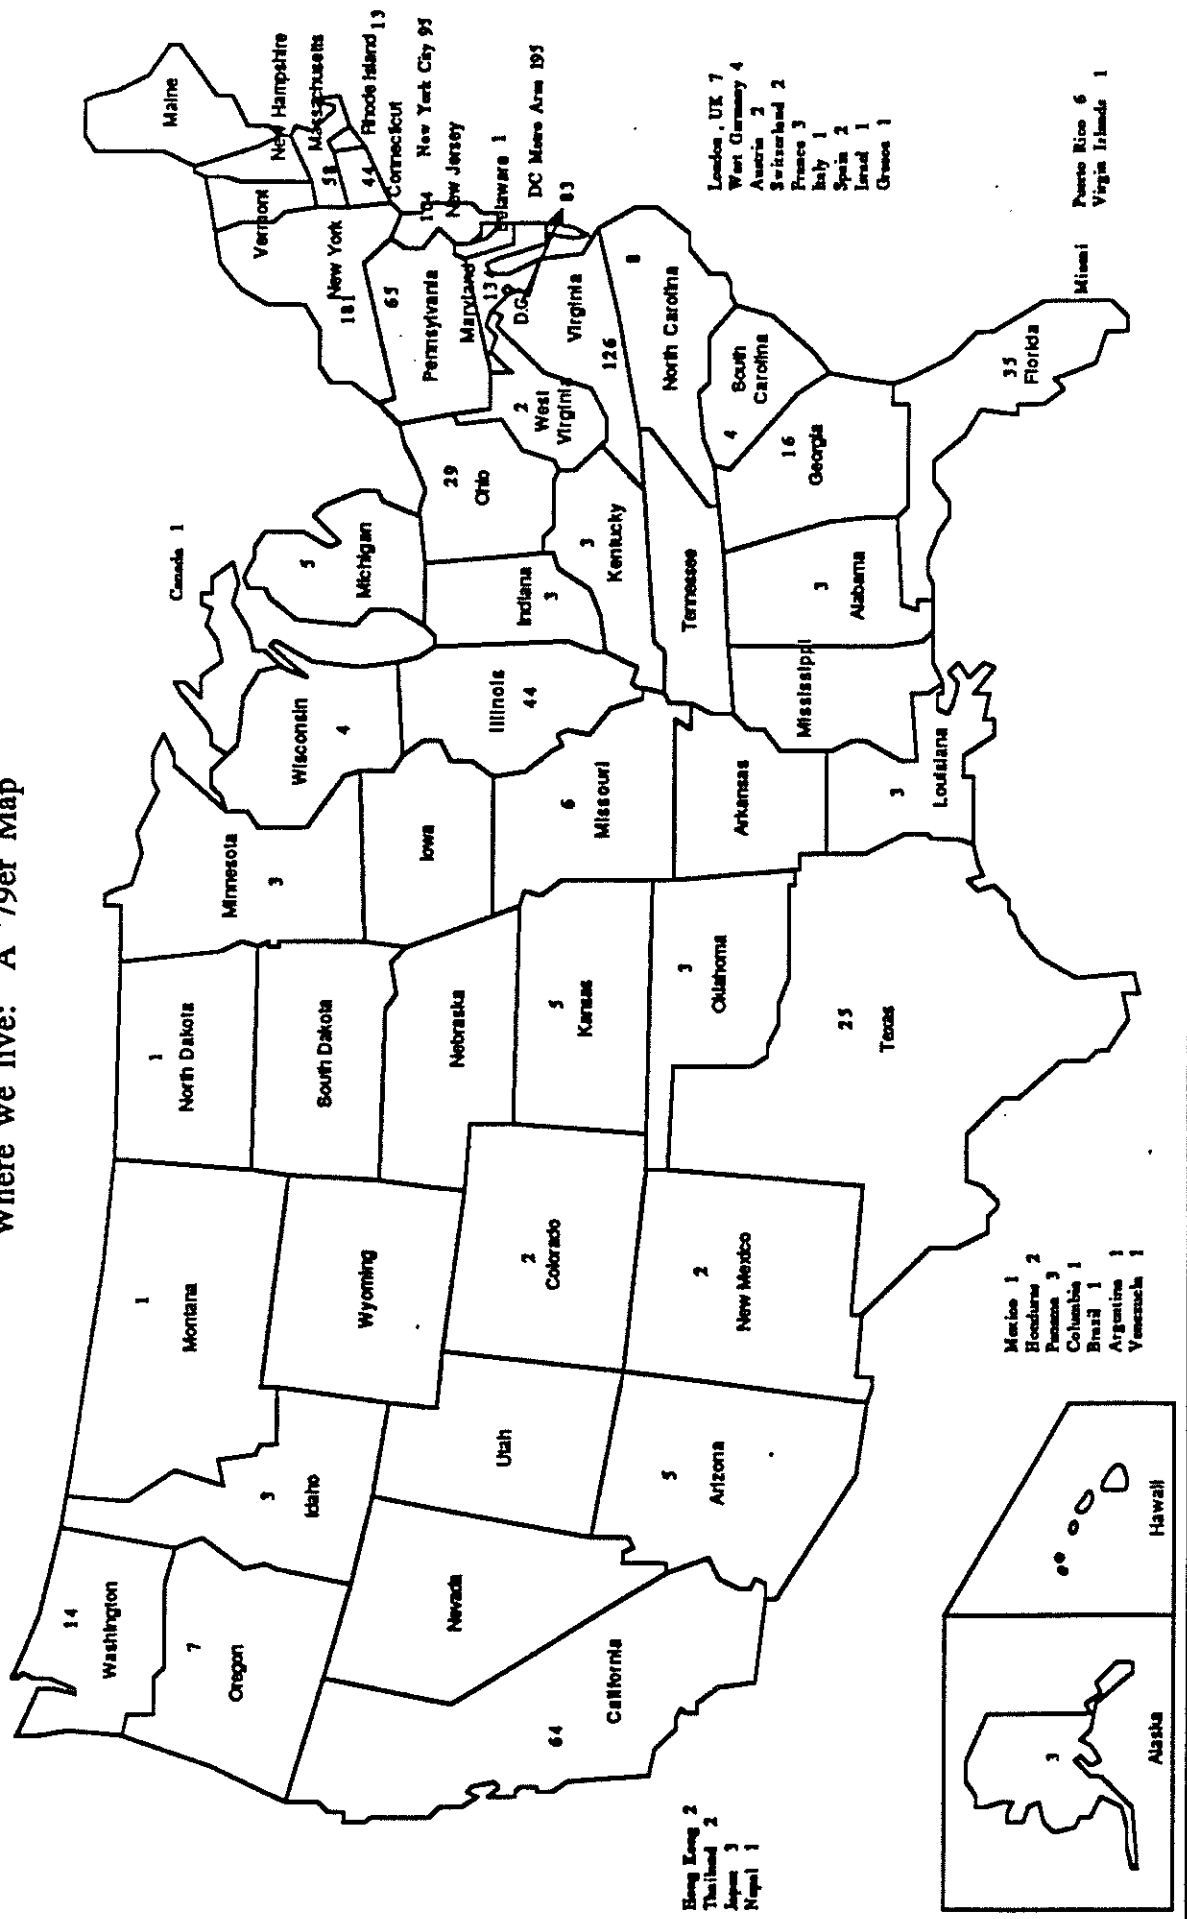 Where we live: A '79er Map
Canada 1
Maine
New Hampshire
Vermont
Massachusetts
58
Rhode Island 13
44
Connecticut
New York
181
New York City 95
104
New Jersey
65
Pennsylvania
Delaware 1
Maryland
134
DC Metro Area 195
D.C.
83
Virginia
126
2
West
Virginia
8
North Carolina
4
South
Carolina
16
Georgia
35
Florida
Miami
29
Ohio
5
Michigan
Indiana
3
3
Kentucky
Tennessee
3
Alabama
Mississippi
Illinois
44
Wisconsin
4
Minnesota
3
Iowa
6
Missouri
Arkansas
3
Louisiana
1
North Dakota
South Dakota
Nebraska
5
Kansas
3
Oklahoma
25
Texas
1
Montana
Wyoming
2
Colorado
2
New Mexico
3
Idaho
Utah
5
Arizona
14
Washington
7
Oregon
Nevada
64
California
3
Alaska
Hawaii
London, UK 7
West Germany 4
Austria 2
Switzerland 2
France 3
Italy 1
Spain 2
Israel 1
Greece 1
Puerto Rico 6
Virgin Islands 1
Mexico 1
Honduras 2
Panama 3
Columbia 1
Brazil 1
Argentina 1
Venezuela 1
Hong Kong 2
Thailand 2
Japan 3
Nepal 1